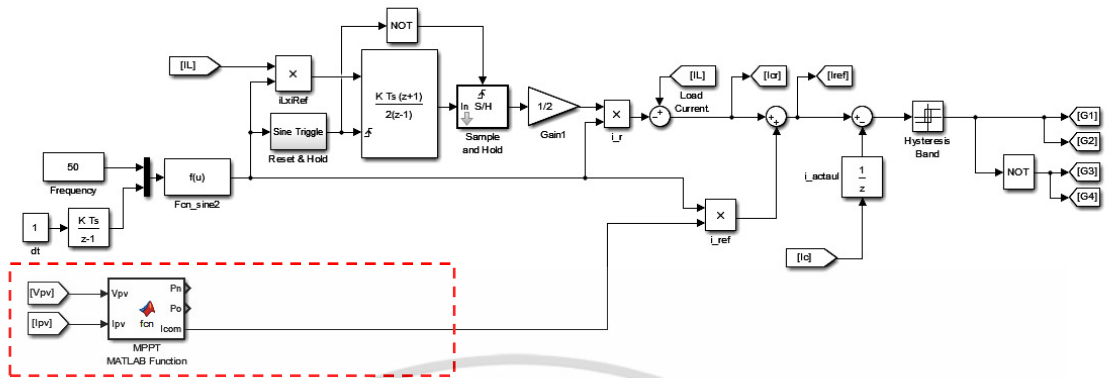 NOT
[IL]
×
iLxiRef
K Ts (z+1)
2(z-1)
In S/H
Sample
and Hold
1/2
Gain1
×
i_r
[IL]
Load
Current.
[Icr]
[Iref]
Sine Triggle
Reset & Hold
50
Frequency
f(u)
Fcn_sine2
1
dt
K Ts
z-1
×
i_ref
i_actaul
1
z
[Ic]
Hysteresis
Band
NOT
[G1]
[G2]
[G3]
[G4]
[Vpv]
[Ipv]
Vpv
Ipv
fcn
Pn
Po
Icom
MPPT
MATLAB Function